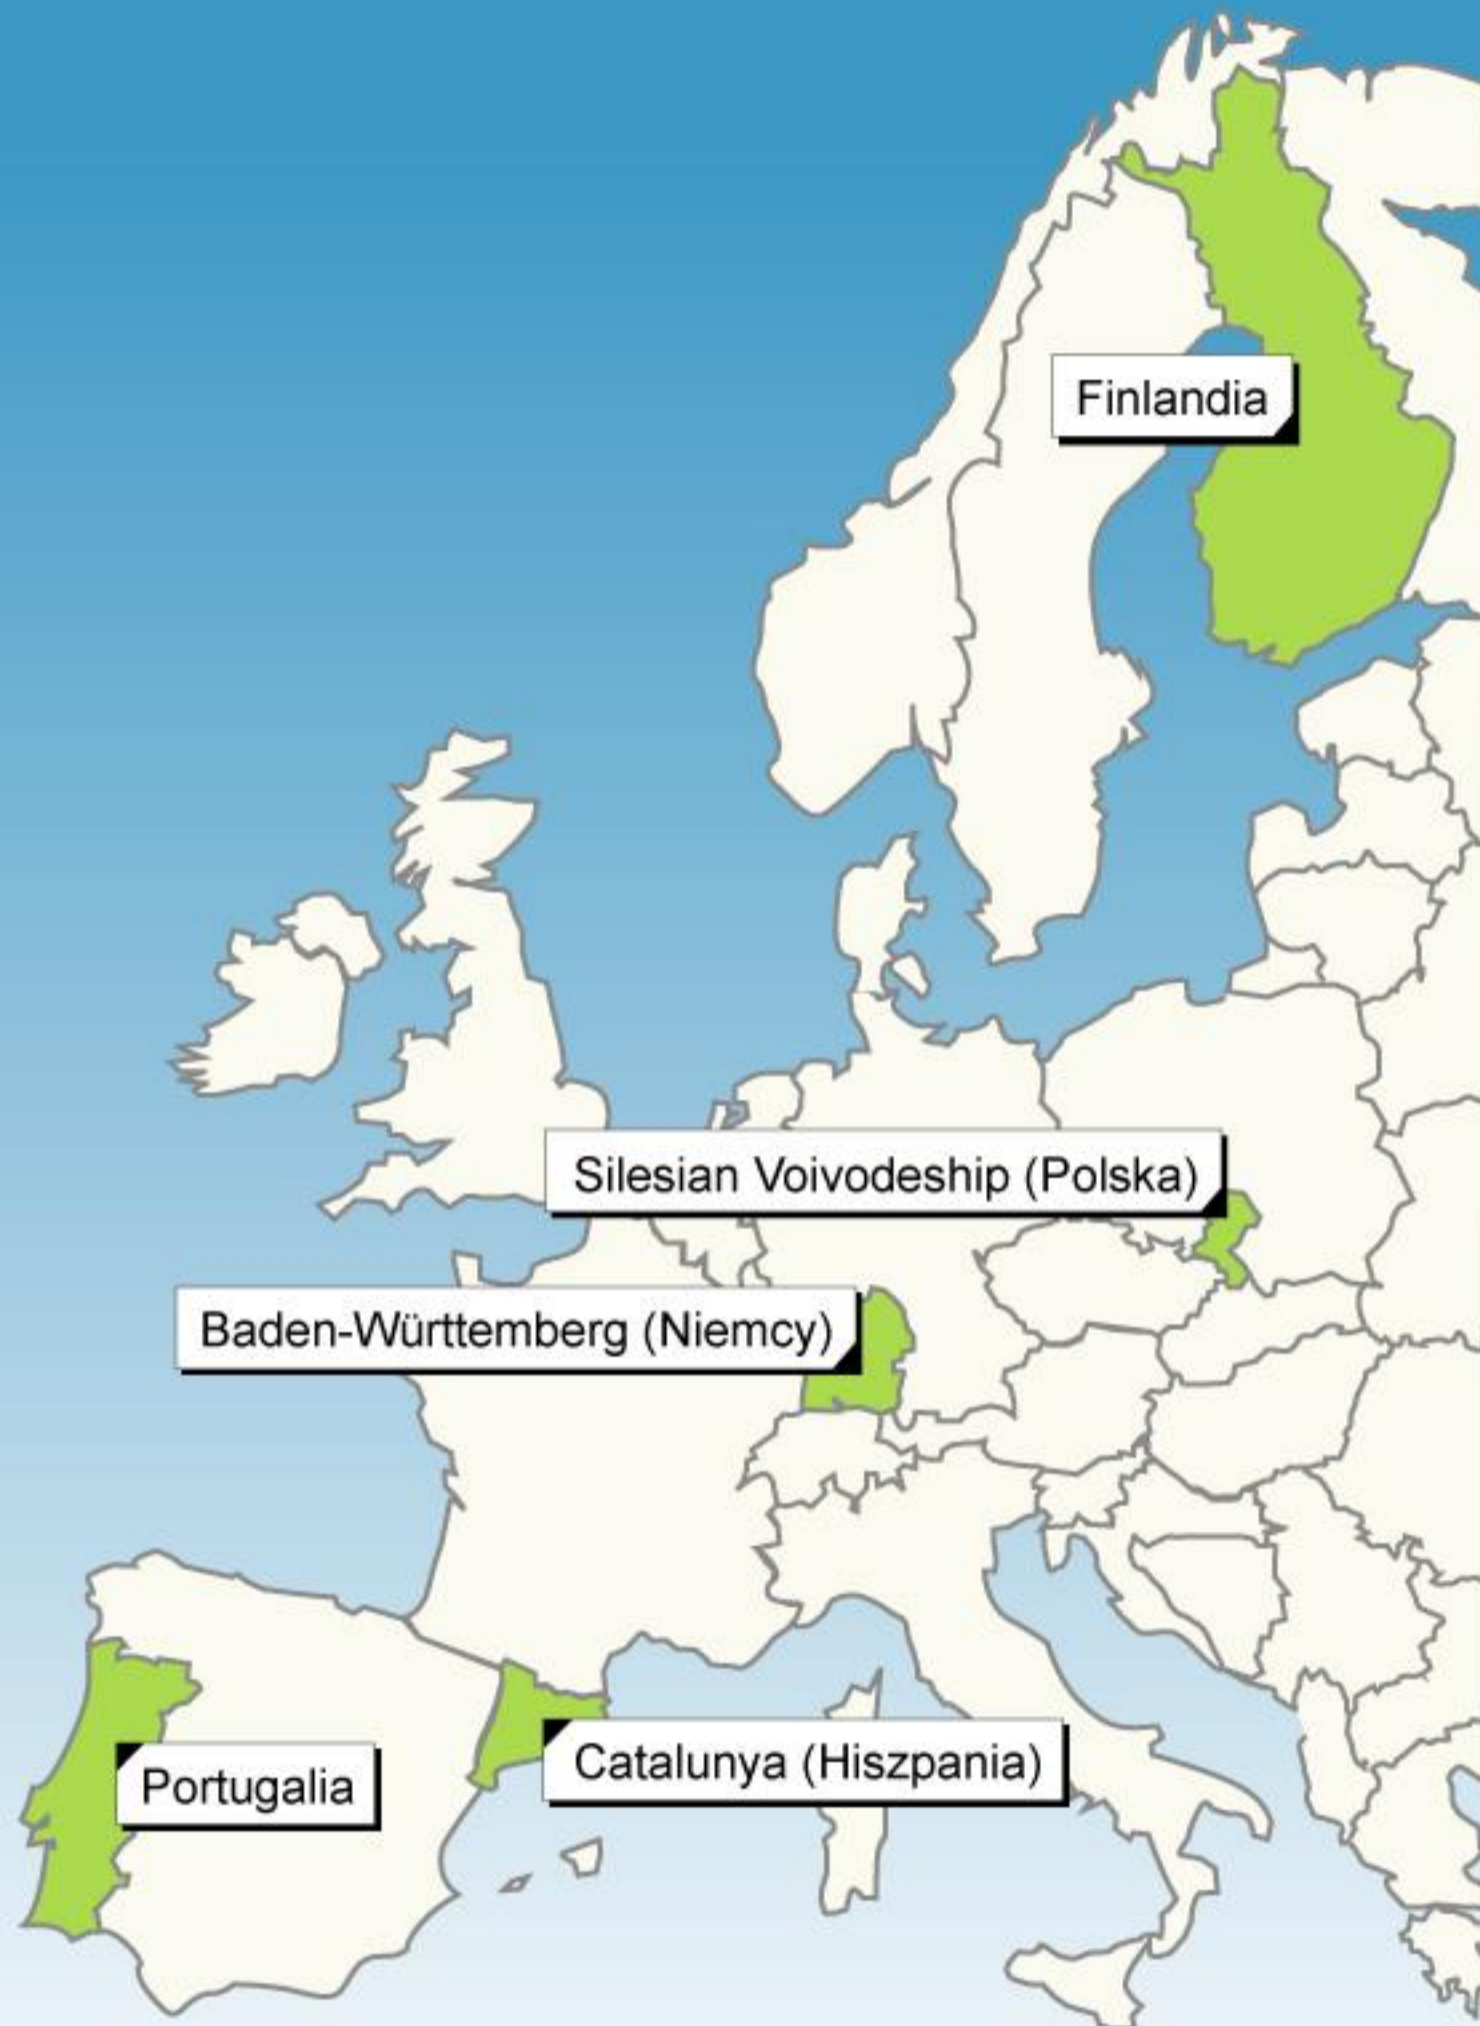 Finlandia
Silesian Voivodeship (Polska)
Baden-Württemberg (Niemcy)
Catalunya (Hiszpania)
Portugalia